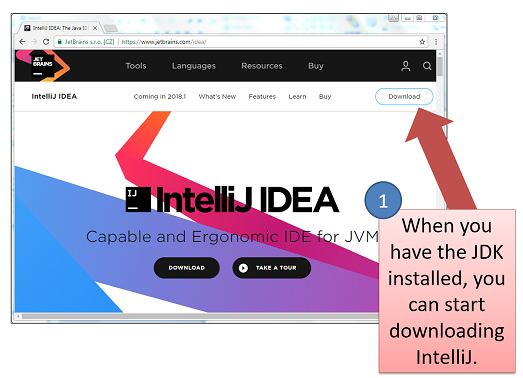 IntelliJ IDEA: The Java ID
JetBrains s.r.o. [CZ] https://www.jetbrains.com/idea/
JET
BRAINS
Tools Languages Resources Buy
IntelliJ IDEA Coming in 2018.1 What's New Features Learn Buy Download
IJ IntelliJ IDEA
Capable and Ergonomic IDE for JVM
DOWNLOAD TAKE A TOUR
1
When you
have the JDK
installed, you
can start
downloading
IntelliJ.